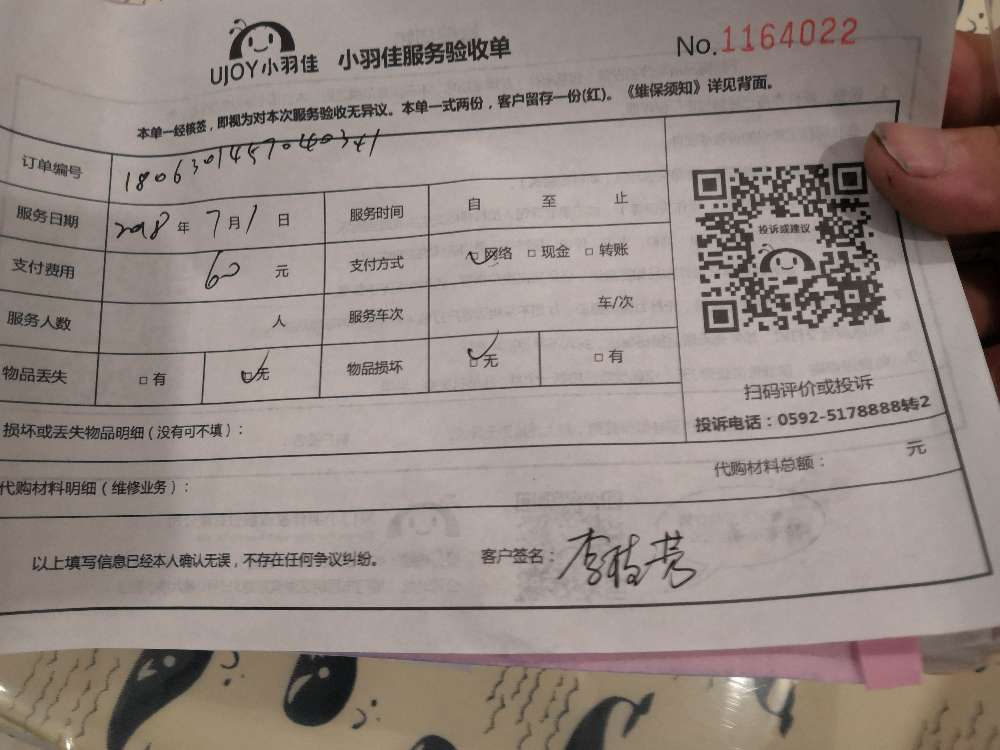 UJOY小羽佳 小羽佳服务验收单 No.1164022
本单一经核签，即视为对本次服务验收无异议。本单一式两份，客户留存一份(红)。《维保须知》详见背面。
订单编号 1806301457040341
服务日期 2018年7月1日 服务时间 自 至 止
支付费用 60元 支付方式 ☑网络 □现金 □转账
服务人数 人 服务车次 车/次
物品丢失 □有 ☑无 物品损坏 ☑无 □有
投诉或建议
扫码评价或投诉
投诉电话：0592-5178888转2
损坏或丢失物品明细（没有可不填）：
代购材料明细（维修业务）： 代购材料总额： 元
以上填写信息已经本人确认无误，不存在任何争议纠纷。 客户签名：李枝芳